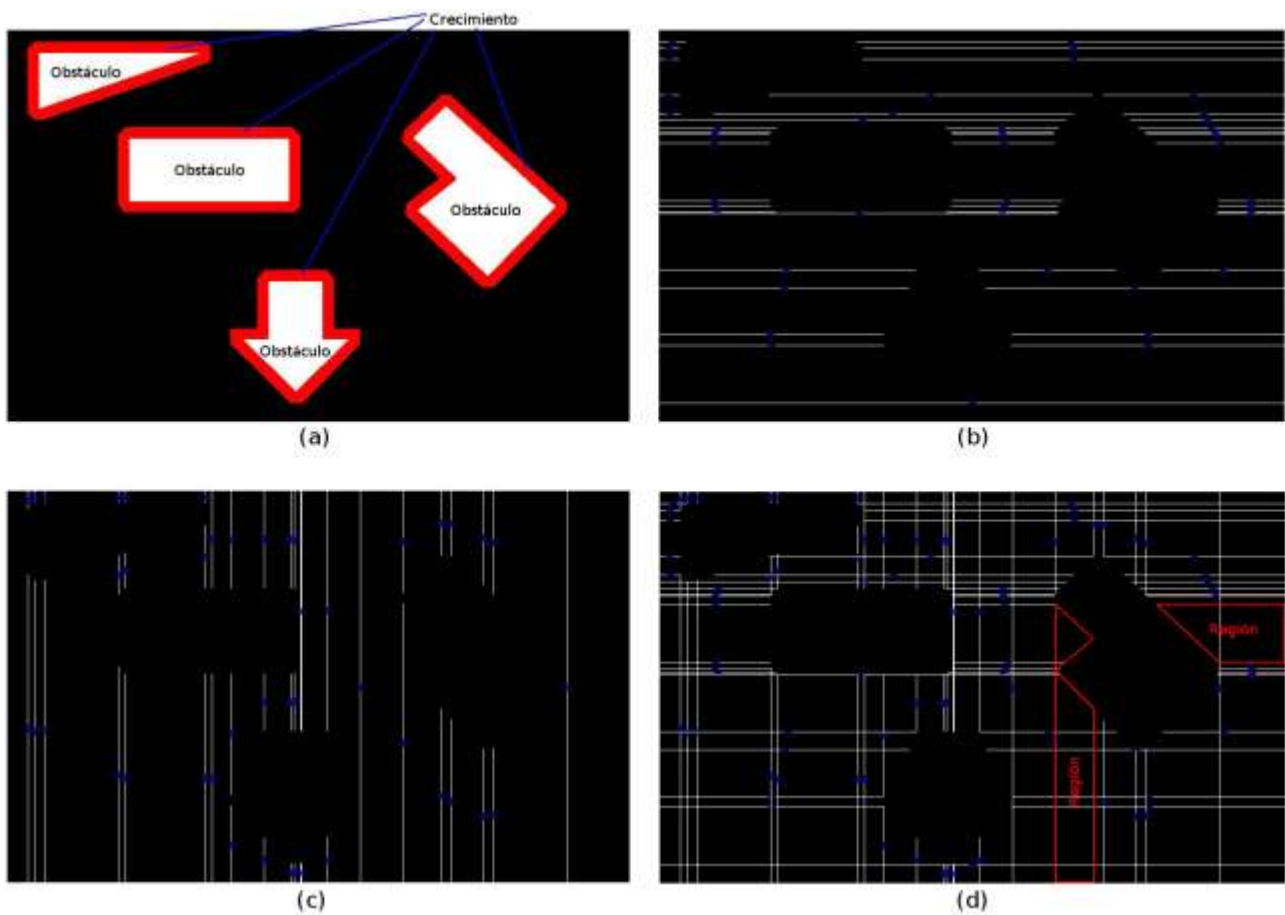 Crecimiento
Obstáculo
Obstáculo
Obstáculo
Obstáculo
(a)
(b)
Región
Región
(c)
(d)